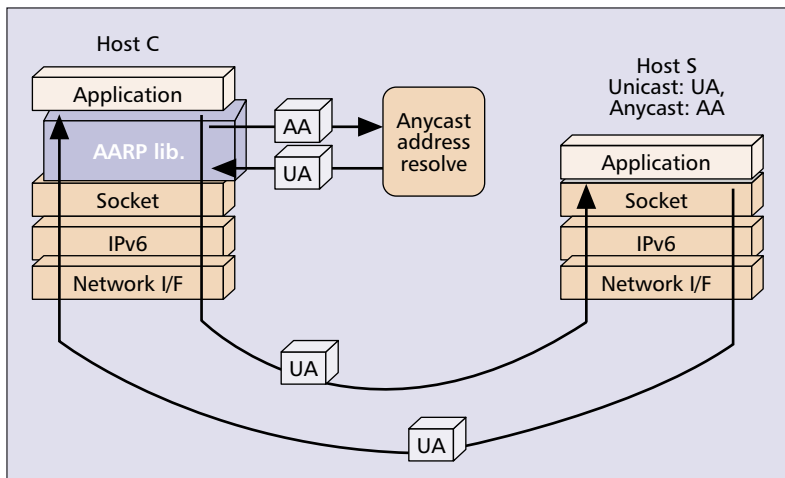 Host C
Application
AARP lib.
Socket
IPv6
Network I/F
AA
UA
Anycast
address
resolve
Host S
Unicast: UA,
Anycast: AA
Application
Socket
IPv6
Network I/F
UA
UA